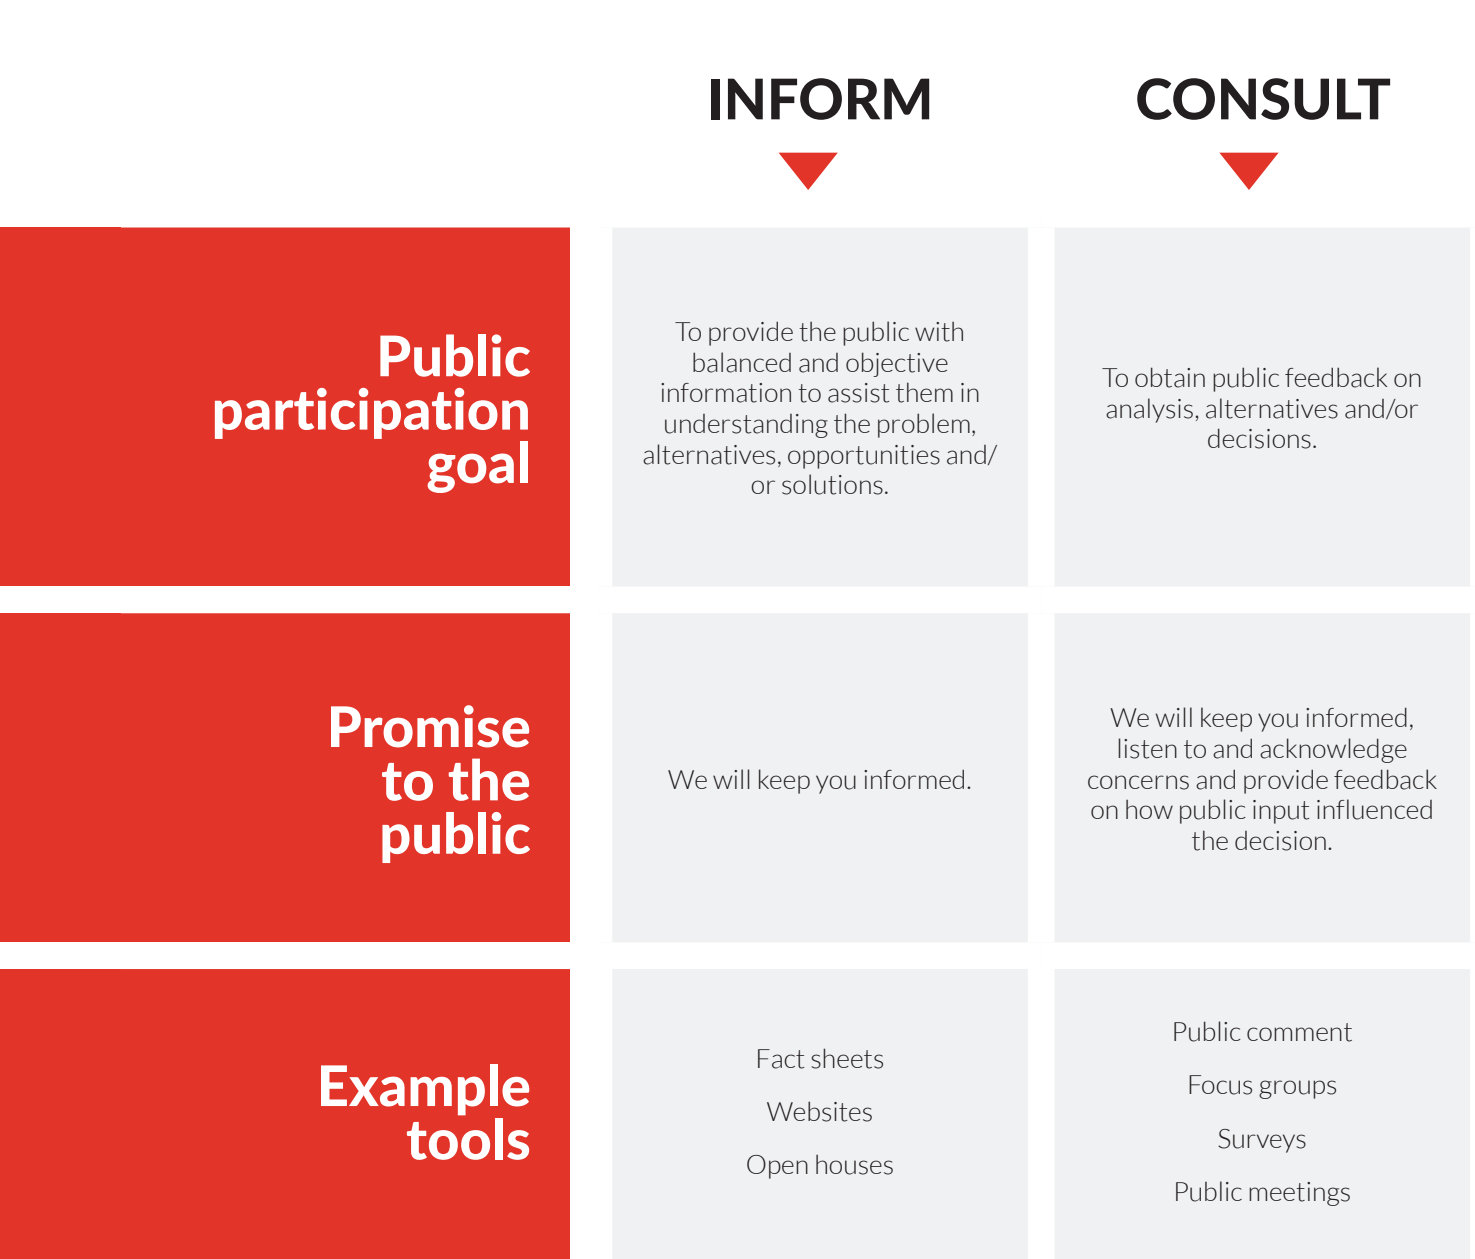 INFORM
CONSULT
Public
participation
goal
To provide the public with
balanced and objective
information to assist them in
understanding the problem,
alternatives, opportunities and/
or solutions.
To obtain public feedback on
analysis, alternatives and/or
decisions.
Promise
to the
public
We will keep you informed.
We will keep you informed,
listen to and acknowledge
concerns and provide feedback
on how public input influenced
the decision.
Example
tools
Fact sheets
Websites
Open houses
Public comment
Focus groups
Surveys
Public meetings